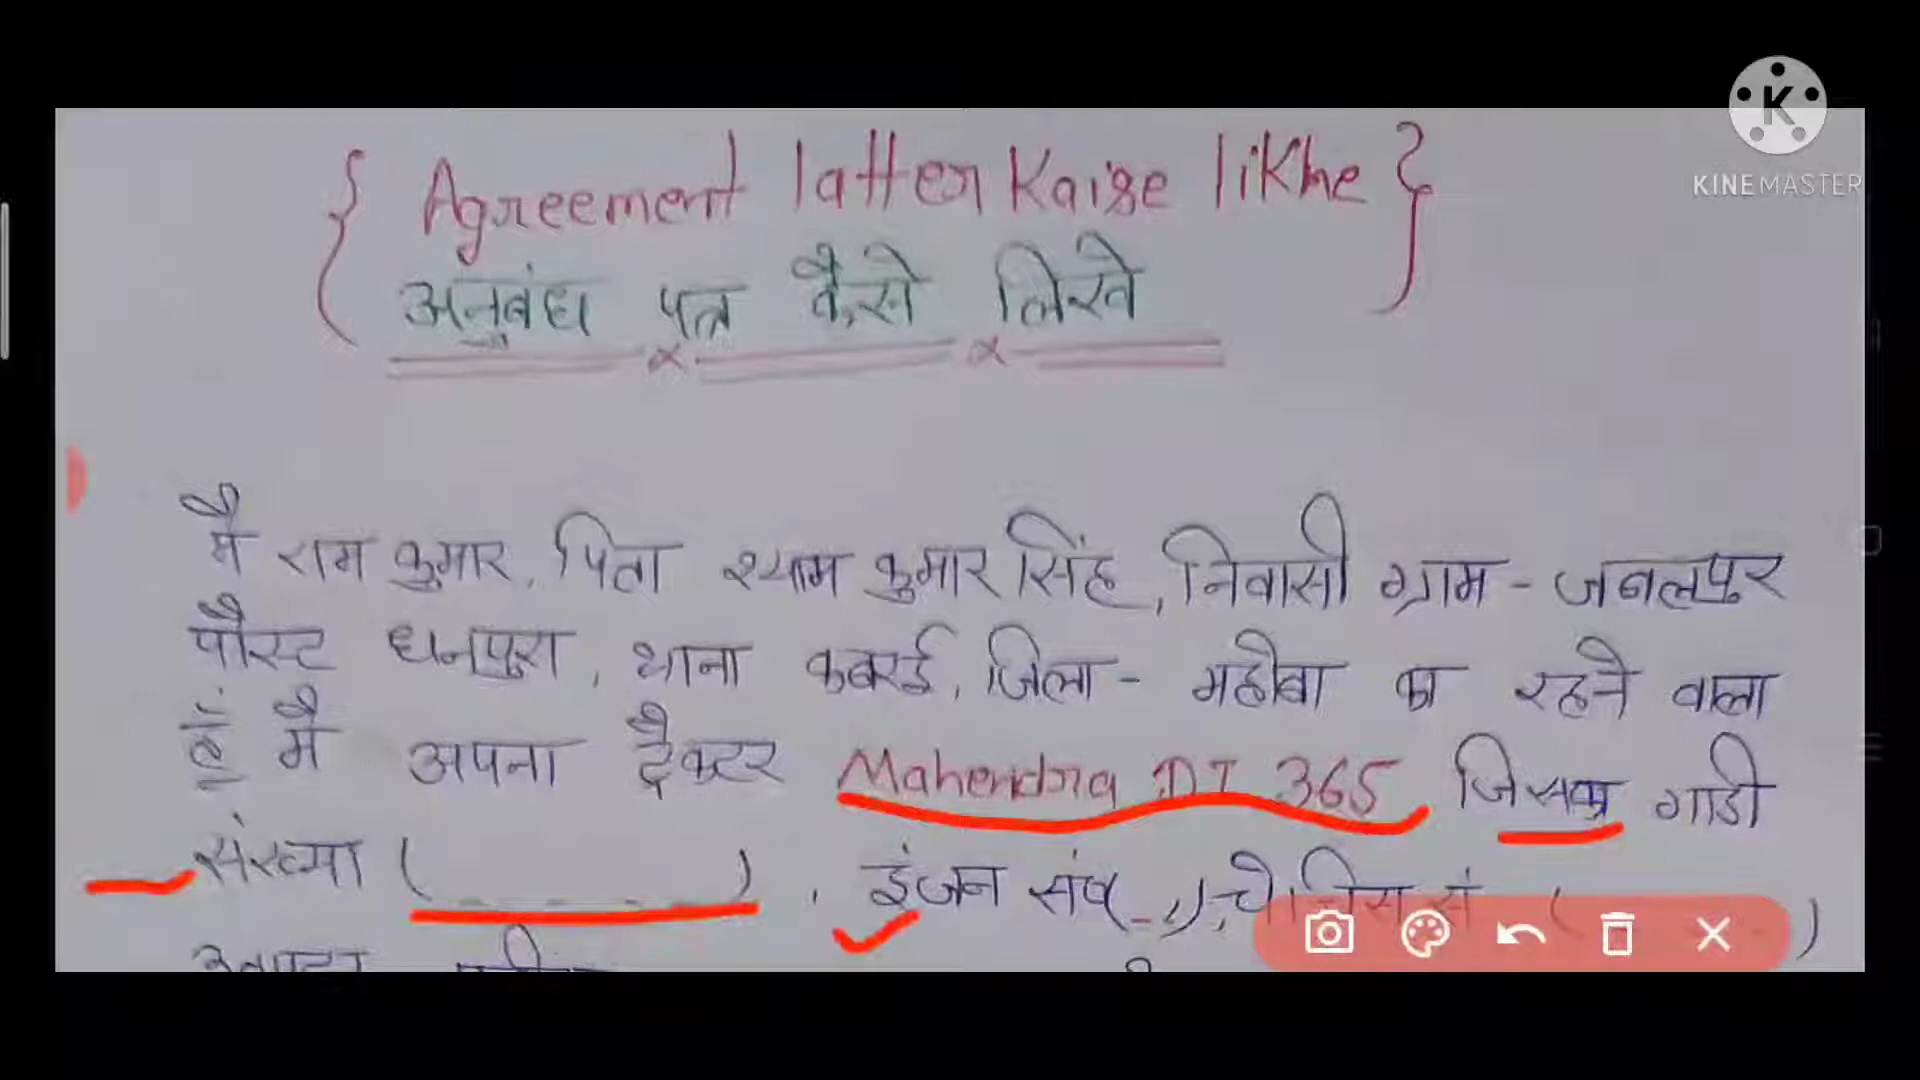 KINEMASTER
{ Agreement latter Kaise likhe }
अनुबंध पत्र कैसे लिखे
मै राम कुमार, पिता श्याम कुमार सिंह, निवासी ग्राम - जनलपुर
पौस्ट धनपुरा, थाना कबरई, जिला - महोबा का रहने वाला
हूं मै अपना ट्रैक्टर Mahendra DI 365 जिसका गाडी
संख्या ( ), इंजन सं